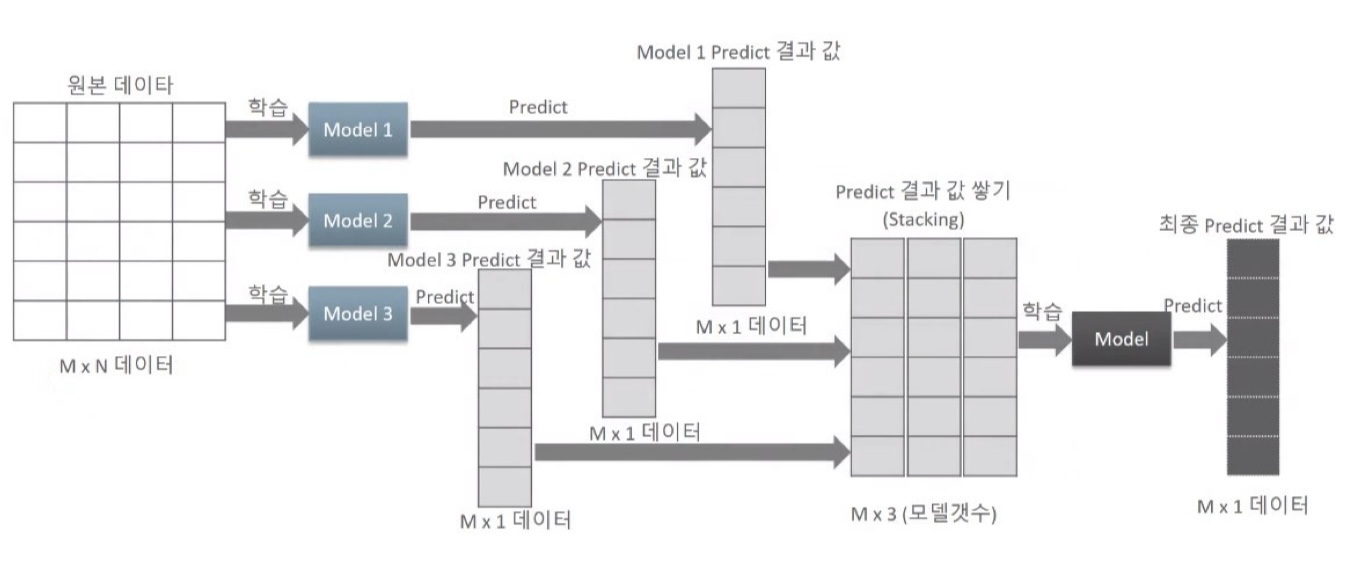 Model 1 Predict 결과 값
원본 데이타
학습
Model 1
Predict
Model 2 Predict 결과 값
학습
Model 2
Predict
Predict 결과 값 쌓기
(Stacking)
최종 Predict 결과 값
Model 3 Predict 결과 값
학습
Model 3
Predict
M x 1 데이터
학습
Model
Predict
M x N 데이터
M x 1 데이터
M x 1 데이터
M x 3 (모델갯수)
M x 1 데이터